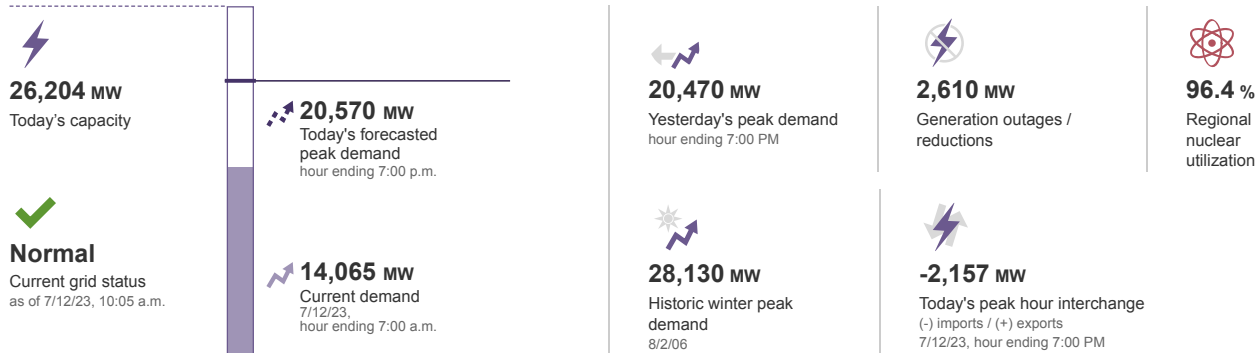 26,204 MW
Today's capacity
Normal
Current grid status
as of 7/12/23, 10:05 a.m.
20,570 MW
Today's forecasted
peak demand
hour ending 7:00 p.m.
14,065 MW
Current demand
7/12/23,
hour ending 7:00 a.m.
20,470 MW
Yesterday's peak demand
hour ending 7:00 PM
2,610 MW
Generation outages /
reductions
96.4 %
Regional
nuclear
utilization
28,130 MW
Historic winter peak
demand
8/2/06
-2,157 MW
Today's peak hour interchange
(-) imports / (+) exports
7/12/23, hour ending 7:00 PM